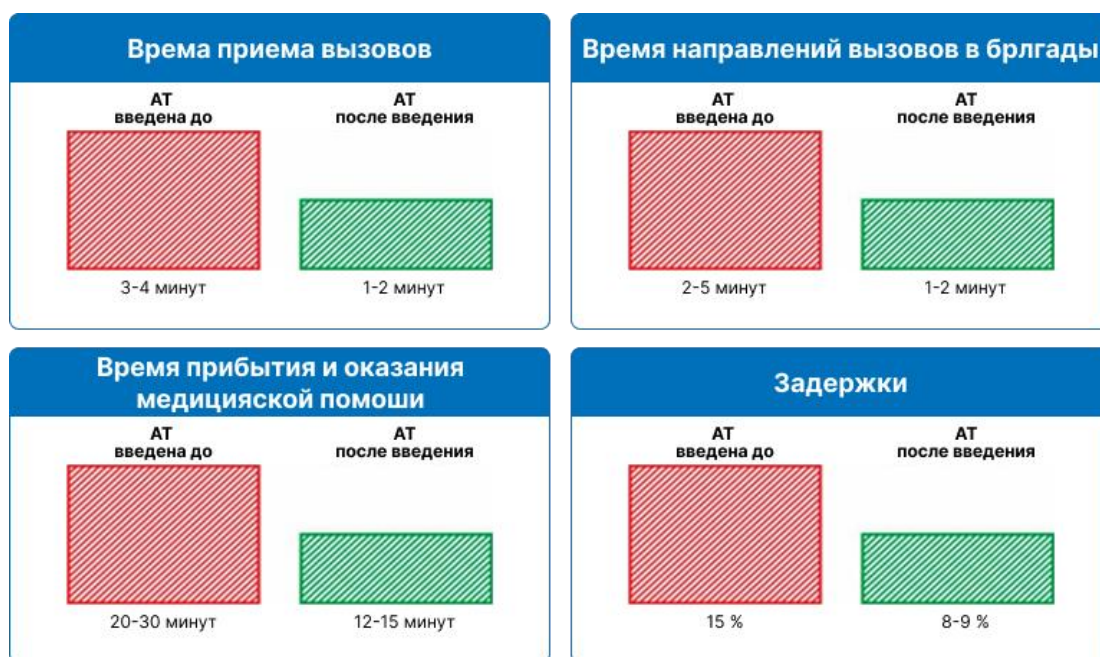 Врема приема вызовов
АТ
введена до
АТ
после введения
3-4 минут
1-2 минут
Время направлений вызовов в брлгады
АТ
введена до
АТ
после введения
2-5 минут
1-2 минут
Время прибытия и оказания
медицияской помоши
АТ
введена до
АТ
после введения
20-30 минут
12-15 минут
Задержки
АТ
введена до
АТ
после введения
15 %
8-9 %